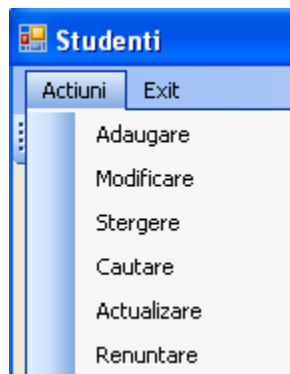 Studenti
Actiuni Exit
Adaugare
Modificare
Stergere
Cautare
Actualizare
Renuntare